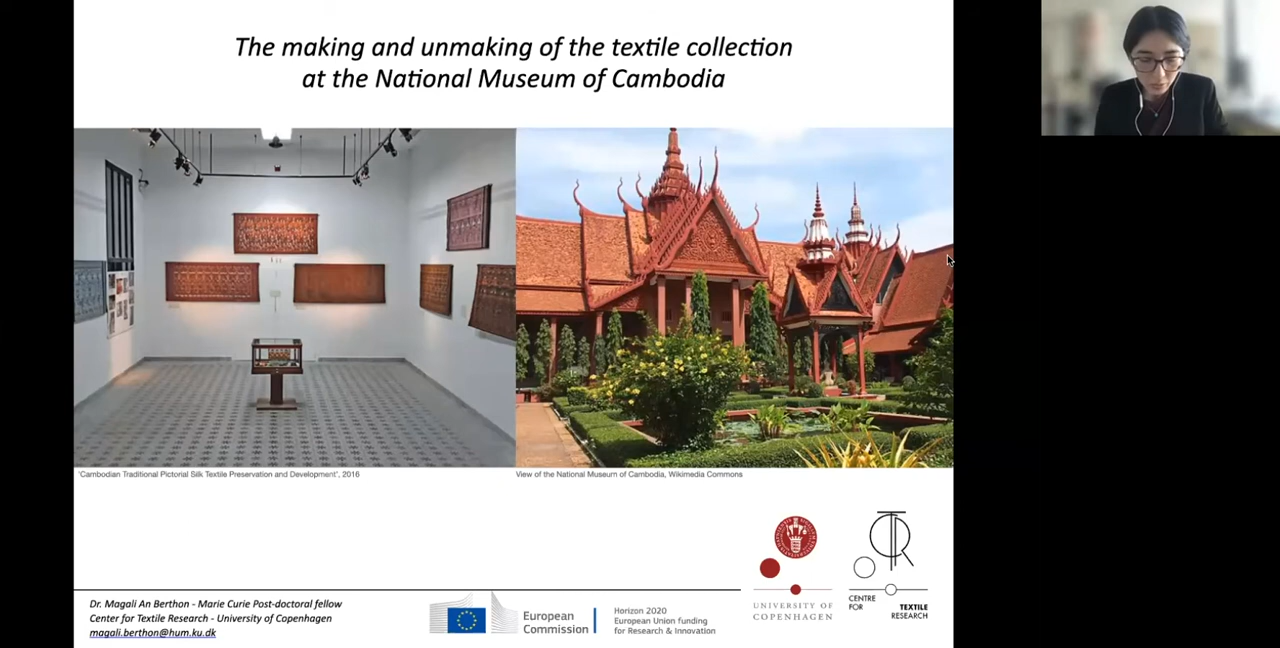 The making and unmaking of the textile collection
at the National Museum of Cambodia
'Cambodian Traditional Pictorial Silk Textile Preservation and Development', 2016
View of the National Museum of Cambodia, Wikimedia Commons
Dr. Magali An Berthon - Marie Curie Post-doctoral fellow
Center for Textile Research - University of Copenhagen
magali.berthon@hum.ku.dk
European
Commission
Horizon 2020
European Union funding
for Research & Innovation
UNIVERSITY OF
COPENHAGEN
CENTRE
FOR
TEXTILE
RESEARCH